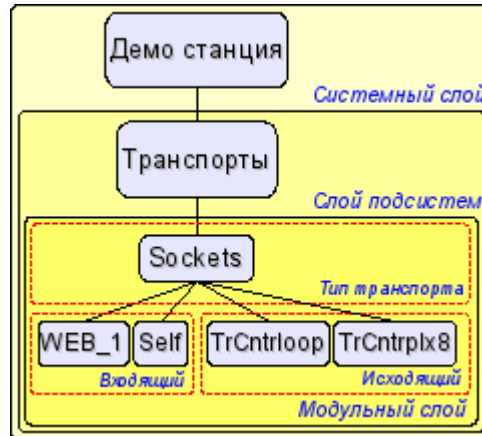 Демо станция
Системный слой
Транспорты
Слой подсистем
Sockets
Тип транспорта
WEB_1 Self TrCntrloop TrCntrplx8
Входящий Исходящий
Модульный слой